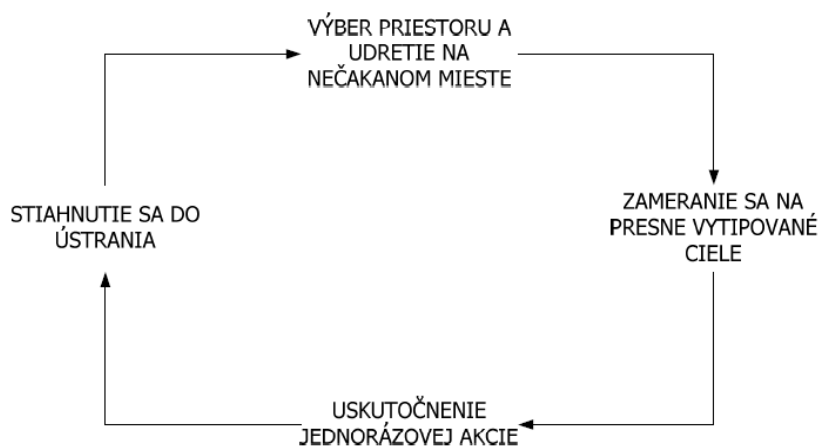 VÝBER PRIESTORU A
UDRETIE NA
NEČAKANOM MIESTE
ZAMERANIE SA NA
PRESNE VYTIPOVANÉ
CIELE
USKUTOČNENIE
JEDNORÁZOVEJ AKCIE
STIAHNUTIE SA DO
ÚSTRANIA